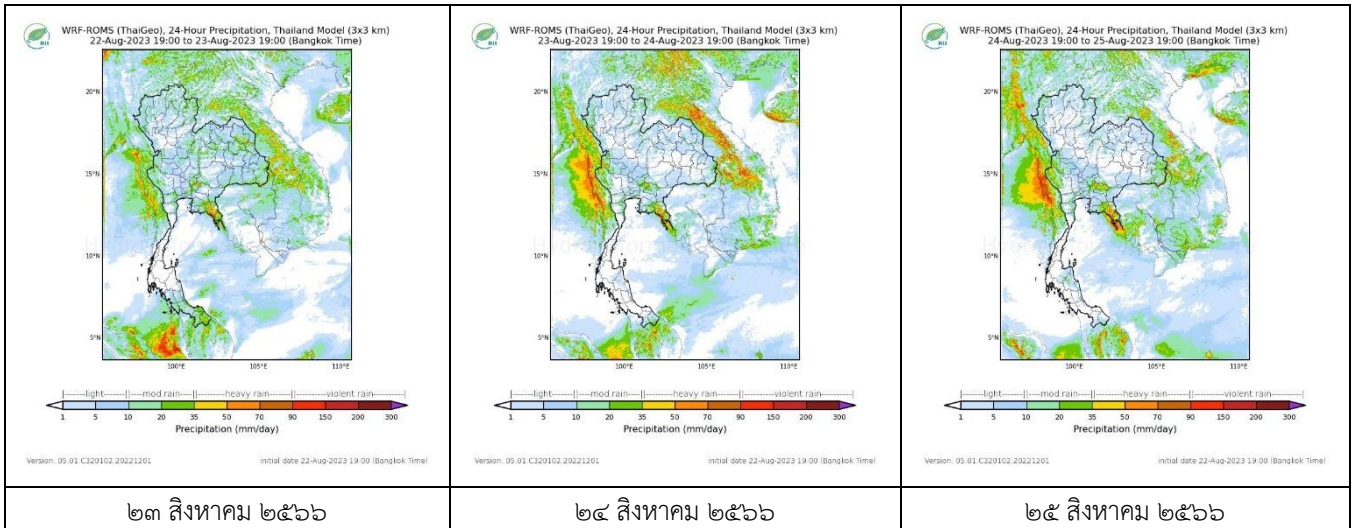 WRF-ROMS (ThaiGeo), 24-Hour Precipitation, Thailand Model (3x3 km)
22-Aug-2023 19:00 to 23-Aug-2023 19:00 (Bangkok Time)
HII
20°N
15°N
10°N
5°N
100°E 105°E 110°E
|------light------||---mod rain---||------heavy rain------||------violent rain------|
1 5 10 20 35 50 70 90 150 200 300
Precipitation (mm/day)
Version: 05.01.C320102.20221201 initial date 22-Aug-2023 19:00 (Bangkok Time)
๒๓ สิงหาคม ๒๕๖๖
WRF-ROMS (ThaiGeo), 24-Hour Precipitation, Thailand Model (3x3 km)
23-Aug-2023 19:00 to 24-Aug-2023 19:00 (Bangkok Time)
HII
20°N
15°N
10°N
5°N
100°E 105°E 110°E
|------light------||---mod rain---||------heavy rain------||------violent rain------|
1 5 10 20 35 50 70 90 150 200 300
Precipitation (mm/day)
Version: 05.01.C320102.20221201 initial date 22-Aug-2023 19:00 (Bangkok Time)
๒๔ สิงหาคม ๒๕๖๖
WRF-ROMS (ThaiGeo), 24-Hour Precipitation, Thailand Model (3x3 km)
24-Aug-2023 19:00 to 25-Aug-2023 19:00 (Bangkok Time)
HII
20°N
15°N
10°N
5°N
100°E 105°E 110°E
|------light------||---mod rain---||------heavy rain------||------violent rain------|
1 5 10 20 35 50 70 90 150 200 300
Precipitation (mm/day)
Version: 05.01.C320102.20221201 initial date 22-Aug-2023 19:00 (Bangkok Time)
๒๕ สิงหาคม ๒๕๖๖